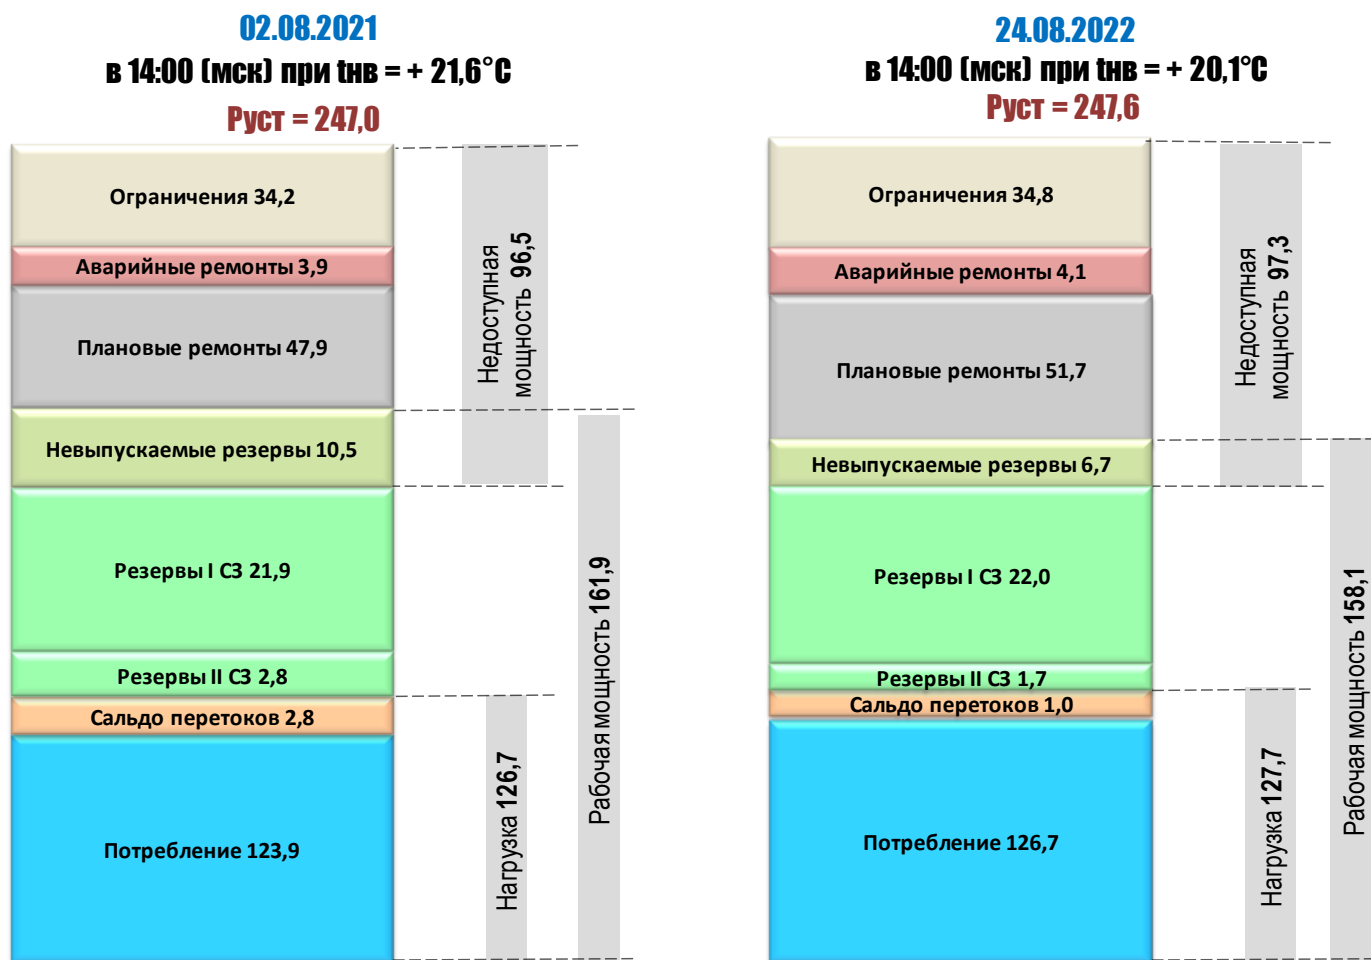 02.08.2021
в 14:00 (мск) при tнв = + 21,6°С
Руст = 247,0
Ограничения 34,2
Аварийные ремонты 3,9
Плановые ремонты 47,9
Невыпускаемые резервы 10,5
Резервы I СЗ 21,9
Резервы II СЗ 2,8
Сальдо перетоков 2,8
Потребление 123,9
Недоступная
мощность 96,5
Рабочая мощность 161,9
Нагрузка 126,7
24.08.2022
в 14:00 (мск) при tнв = + 20,1°С
Руст = 247,6
Ограничения 34,8
Аварийные ремонты 4,1
Плановые ремонты 51,7
Невыпускаемые резервы 6,7
Резервы I СЗ 22,0
Резервы II СЗ 1,7
Сальдо перетоков 1,0
Потребление 126,7
Недоступная
мощность 97,3
Рабочая мощность 158,1
Нагрузка 127,7